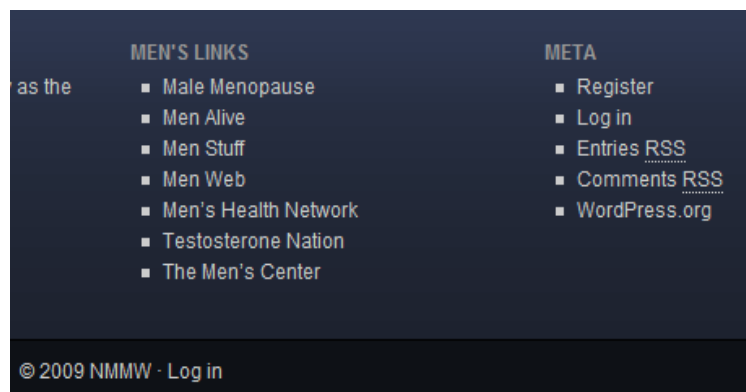 as the
MEN'S LINKS
Male Menopause
Men Alive
Men Stuff
Men Web
Men's Health Network
Testosterone Nation
The Men's Center
META
Register
Log in
Entries RSS
Comments RSS
WordPress.org
© 2009 NMMW · Log in